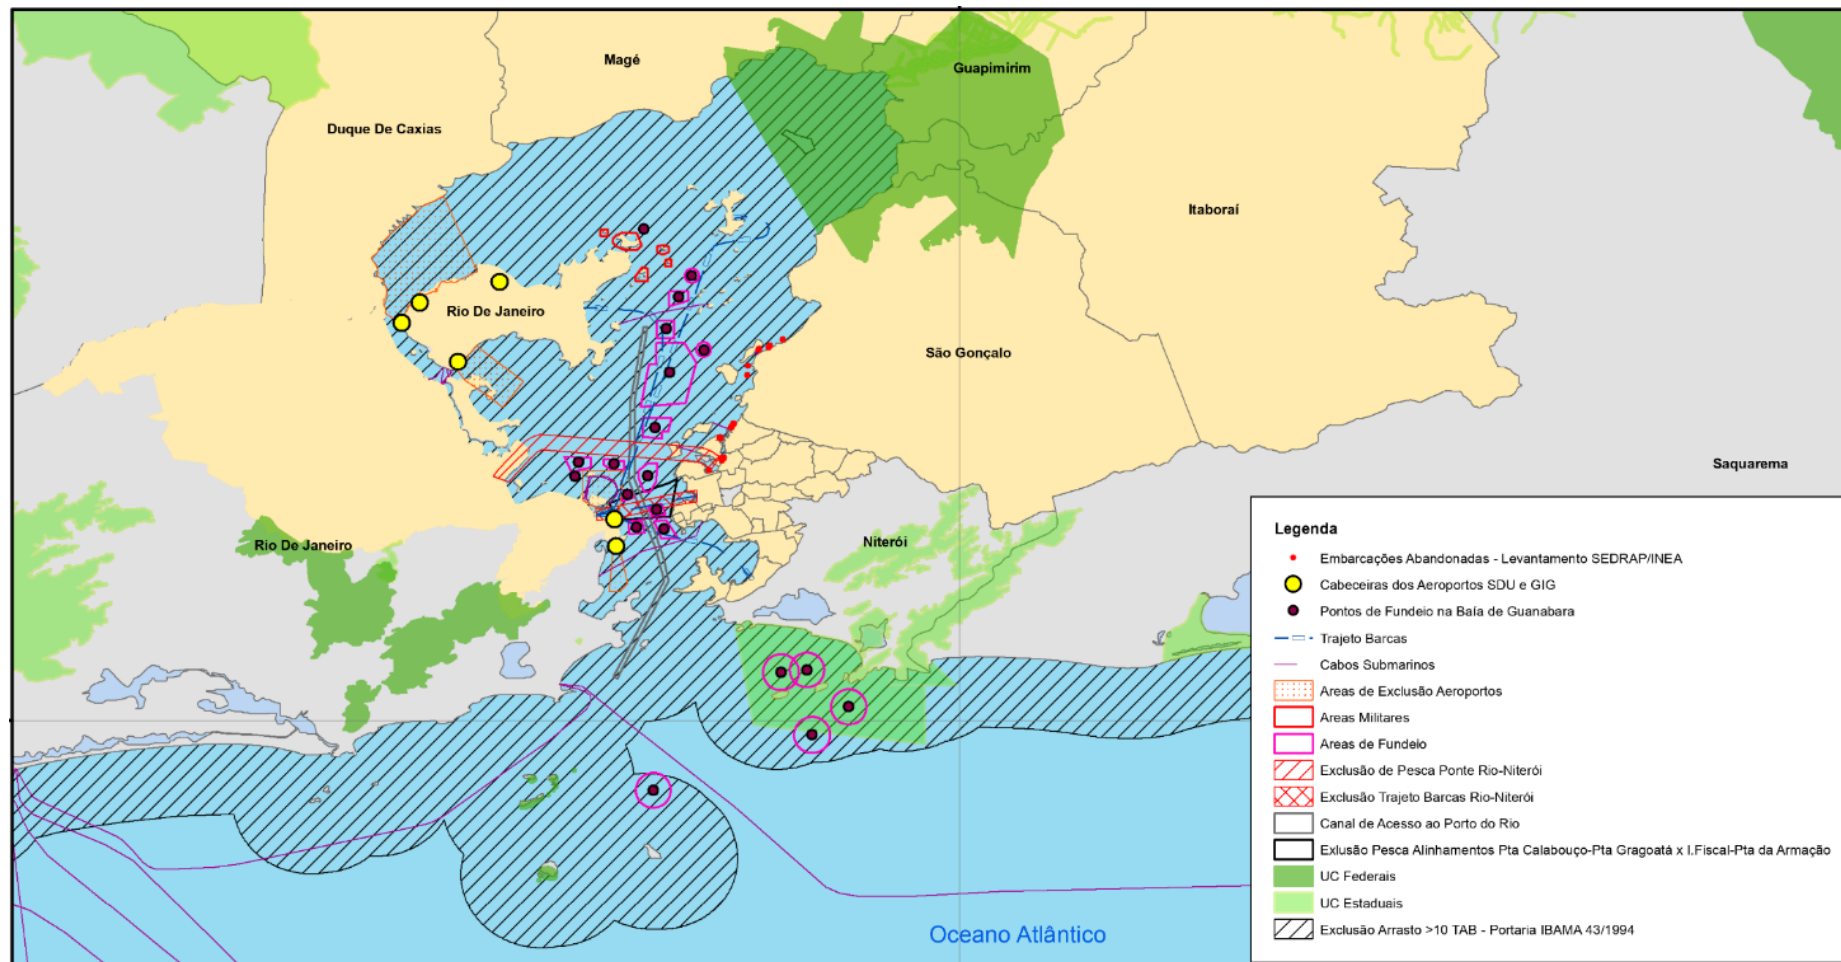 Magé
Guapimirim
Duque De Caxias
Itaboraí
Rio De Janeiro
São Gonçalo
Saquarema
Rio De Janeiro
Niterói
Oceano Atlântico
Legenda
Embarcações Abandonadas - Levantamento SEDRAP/INEA
Cabeceiras dos Aeroportos SDU e GIG
Pontos de Fundeio na Baía de Guanabara
Trajeto Barcas
Cabos Submarinos
Areas de Exclusão Aeroportos
Areas Militares
Areas de Fundeio
Exclusão de Pesca Ponte Rio-Niterói
Exclusão Trajeto Barcas Rio-Niterói
Canal de Acesso ao Porto do Rio
Exlusão Pesca Alinhamentos Pta Calabouço-Pta Gragoatá x I.Fiscal-Pta da Armação
UC Federais
UC Estaduais
Exclusão Arrasto >10 TAB - Portaria IBAMA 43/1994